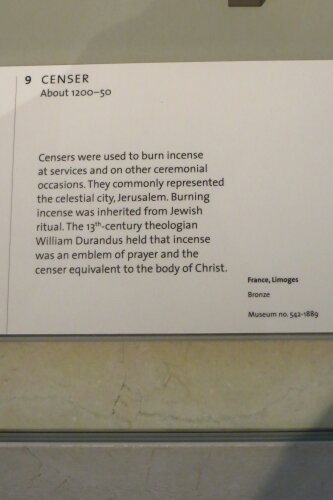 9 CENSER
About 1200–50
Censers were used to burn incense
at services and on other ceremonial
occasions. They commonly represented
the celestial city, Jerusalem. Burning
incense was inherited from Jewish
ritual. The 13th-century theologian
William Durandus held that incense
was an emblem of prayer and the
censer equivalent to the body of Christ.
France, Limoges
Bronze
Museum no. 542-1889